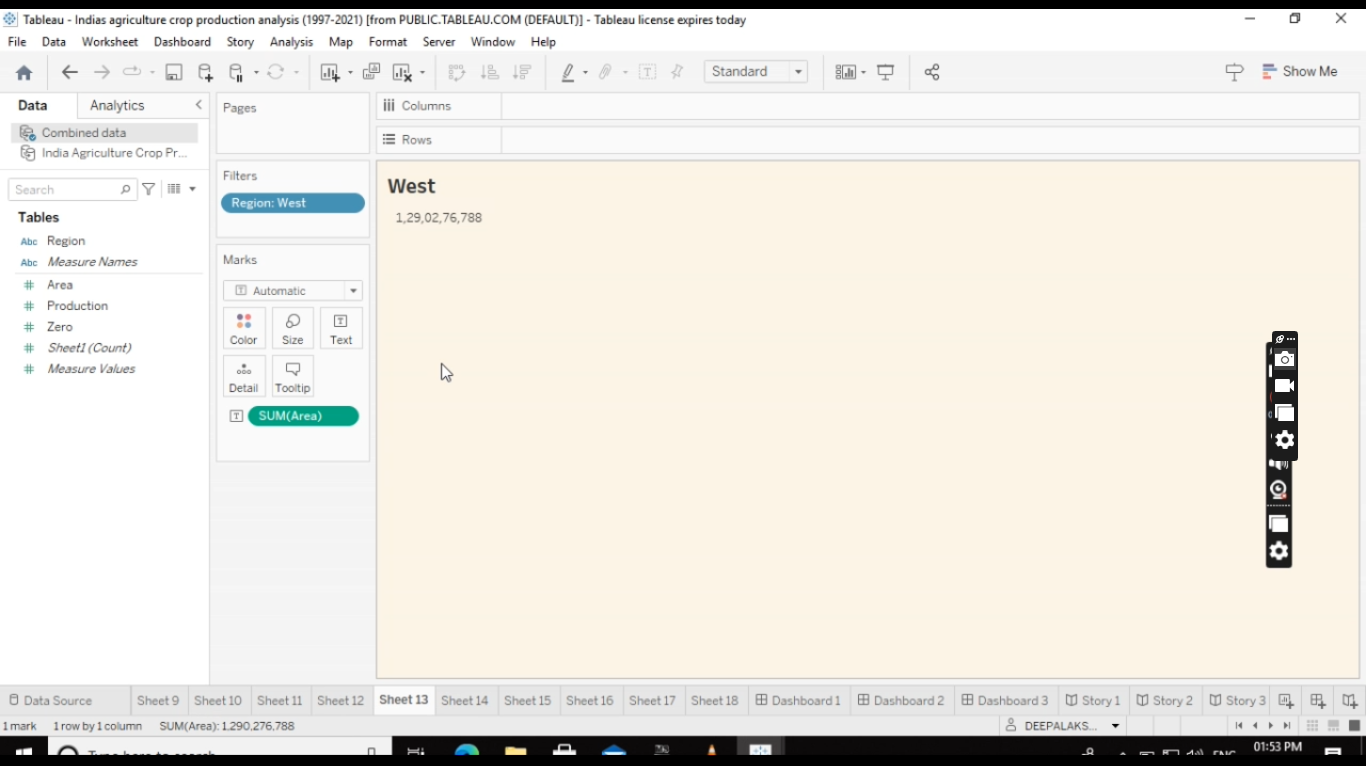 Tableau - Indias agriculture crop production analysis (1997-2021) [from PUBLIC.TABLEAU.COM (DEFAULT)] - Tableau license expires today
File Data Worksheet Dashboard Story Analysis Map Format Server Window Help
Standard
Show Me
Data Analytics
Combined data
India Agriculture Crop Pr...
Search
Tables
Abc Region
Abc Measure Names
# Area
# Production
# Zero
# Sheet1 (Count)
# Measure Values
Pages
Filters
Region: West
Marks
Automatic
Color Size Text
Detail Tooltip
SUM(Area)
Columns
Rows
West
1,29,02,76,788
Data Source Sheet 9 Sheet 10 Sheet 11 Sheet 12 Sheet 13 Sheet 14 Sheet 15 Sheet 16 Sheet 17 Sheet 18 Dashboard 1 Dashboard 2 Dashboard 3 Story 1 Story 2 Story 3
1 mark 1 row by 1 column SUM(Area): 1,290,276,788
DEEPALAKS...
Type here to search
ENG
01:53 PM